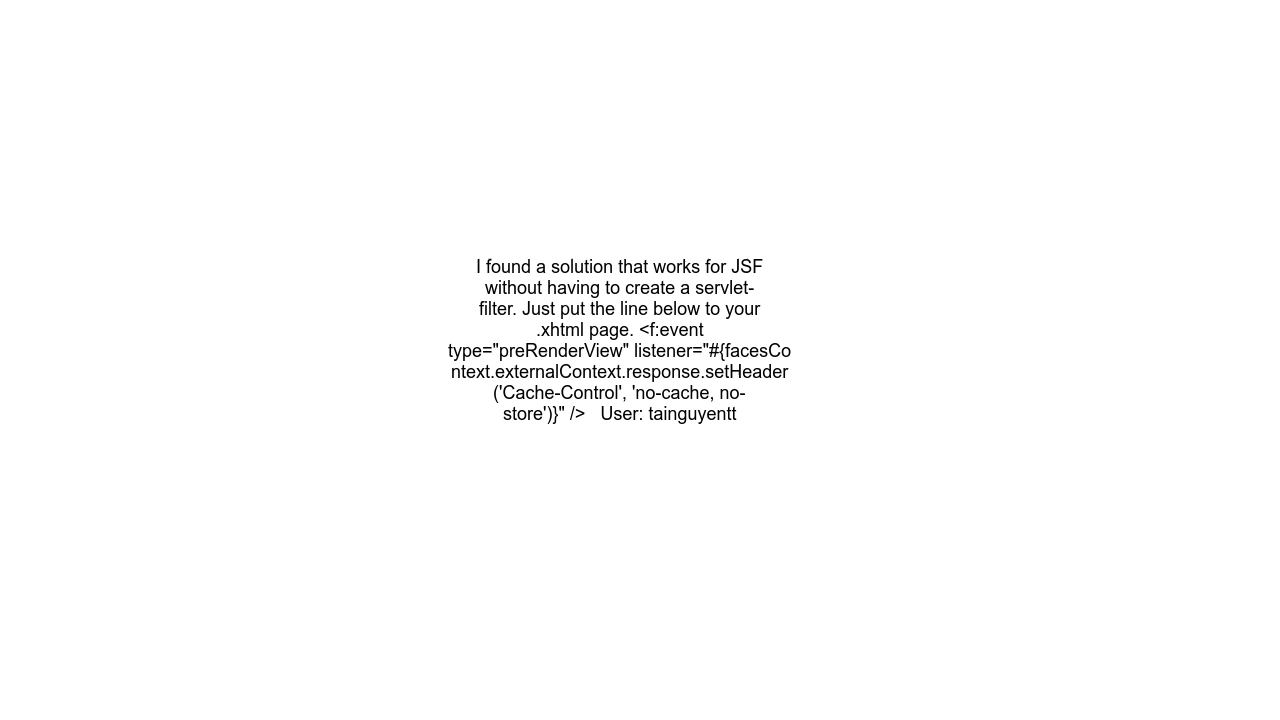 I found a solution that works for JSF
without having to create a servlet-
filter. Just put the line below to your
.xhtml page. <f:event
type="preRenderView" listener="#{facesCo
ntext.externalContext.response.setHeader
('Cache-Control', 'no-cache, no-
store')}" />   User: tainguyentt